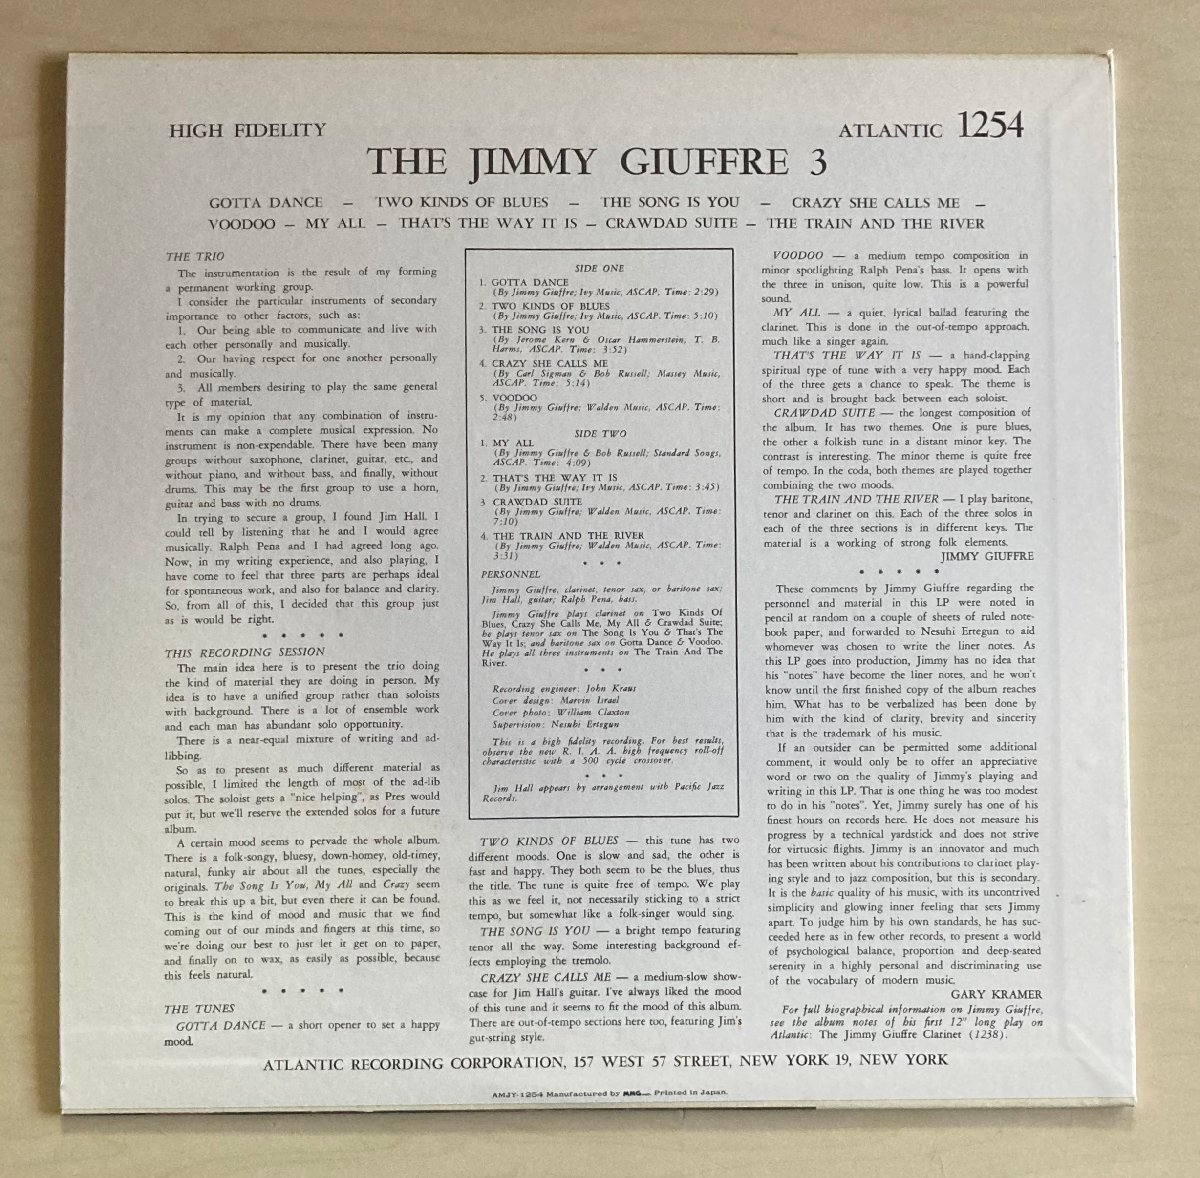 HIGH FIDELITY
ATLANTIC 1254
THE JIMMY GIUFFRE 3
GOTTA DANCE — TWO KINDS OF BLUES — THE SONG IS YOU — CRAZY SHE CALLS ME —
VOODOO — MY ALL — THAT'S THE WAY IT IS — CRAWDAD SUITE — THE TRAIN AND THE RIVER
THE TRIO
The instrumentation is the result of my forming
a permanent working group.
I consider the particular instruments of secondary
importance to other factors, such as:
1. Our being able to communicate and live with
each other personally and musically.
2. Our having respect for one another personally
and musically.
3. All members desiring to play the same general
type of material.
It is my opinion that any combination of instru-
ments can make a complete musical expression. No
instrument is non-expendable. There have been many
groups without saxophone, clarinet, guitar, etc., and
without piano, and without bass, and finally, without
drums. This may be the first group to use a horn,
guitar and bass with no drums.
In trying to secure a group, I found Jim Hall. I
could tell by listening that he and I would agree
musically. Ralph Pena and I had agreed long ago.
Now, in my writing experience, and also playing, I
have come to feel that three parts are perhaps ideal
for spontaneous work, and also for balance and clarity.
So, from all of this, I decided that this group just
as is would be right.
* * * * *
THIS RECORDING SESSION
The main idea here is to present the trio doing
the kind of material they are doing in person. My
idea is to have a unified group rather than soloists
with background. There is a lot of ensemble work
and each man has abundant solo opportunity.
There is a near-equal mixture of writing and ad-
libbing.
So as to present as much different material as
possible, I limited the length of most of the ad-lib
solos. The soloist gets a "nice helping", as Pres would
put it, but we'll reserve the extended solos for a future
album.
A certain mood seems to pervade the whole album.
There is a folk-songy, bluesy, down-homey, old-timey,
natural, funky air about all the tunes, especially the
originals. The Song Is You, My All and Crazy seem
to break this up a bit, but even there it can be found.
This is the kind of mood and music that we find
coming out of our minds and fingers at this time, so
we're doing our best to just let it get on to paper,
and finally on to wax, as easily as possible, because
this feels natural.
* * * * *
THE TUNES
GOTTA DANCE — a short opener to set a happy
mood.
SIDE ONE
1. GOTTA DANCE
(By Jimmy Giuffre; Ivy Music, ASCAP. Time: 2:29)
2. TWO KINDS OF BLUES
(By Jimmy Giuffre; Ivy Music, ASCAP. Time: 5:10)
3. THE SONG IS YOU
(By Jerome Kern & Oscar Hammerstein, T. B.
Harms, ASCAP. Time: 3:52)
4. CRAZY SHE CALLS ME
(By Carl Sigman & Bob Russell; Massey Music,
ASCAP. Time: 5:14)
5. VOODOO
(By Jimmy Giuffre; Walden Music, ASCAP. Time:
2:48)
SIDE TWO
1. MY ALL
(By Jimmy Giuffre & Bob Russell; Standard Songs,
ASCAP. Time: 4:09)
2. THAT'S THE WAY IT IS
(By Jimmy Giuffre; Ivy Music, ASCAP. Time: 3:45)
3 CRAWDAD SUITE
(By Jimmy Giuffre; Walden Music, ASCAP. Time:
7:10)
4. THE TRAIN AND THE RIVER
(By Jimmy Giuffre; Walden Music, ASCAP. Time:
3:31)
* * *
PERSONNEL
Jimmy Giuffre, clarinet, tenor sax, or baritone sax;
Jim Hall, guitar; Ralph Pena, bass.
Jimmy Giuffre plays clarinet on Two Kinds Of
Blues, Crazy She Calls Me, My All & Crawdad Suite;
he plays tenor sax on The Song Is You & That's The
Way It Is; and baritone sax on Gotta Dance & Voodoo.
He plays all three instruments on The Train And The
River.
* * *
Recording engineer: John Kraus
Cover design: Marvin Israel
Cover photo: William Claxton
Supervision: Nesuhi Ertegun
This is a high fidelity recording. For best results,
observe the new R. I. A. A. high frequency roll-off
characteristic with a 500 cycle crossover.
* * *
Jim Hall appears by arrangement with Pacific Jazz
Records.
TWO KINDS OF BLUES — this tune has two
different moods. One is slow and sad, the other is
fast and happy. They both seem to be the blues, thus
the title. The tune is quite free of tempo. We play
this as we feel it, not necessarily sticking to a strict
tempo, but somewhat like a folk-singer would sing.
THE SONG IS YOU — a bright tempo featuring
tenor all the way. Some interesting background ef-
fects employing the tremolo.
CRAZY SHE CALLS ME — a medium-slow show-
case for Jim Hall's guitar. I've always liked the mood
of this tune and it seems to fit the mood of this album.
There are out-of-tempo sections here too, featuring Jim's
gut-string style.
VOODOO — a medium tempo composition in
minor spotlighting Ralph Pena's bass. It opens with
the three in unison, quite low. This is a powerful
sound.
MY ALL — a quiet, lyrical ballad featuring the
clarinet. This is done in the out-of-tempo approach,
much like a singer again.
THAT'S THE WAY IT IS — a hand-clapping
spiritual type of tune with a very happy mood. Each
of the three gets a chance to speak. The theme is
short and is brought back between each soloist.
CRAWDAD SUITE — the longest composition of
the album. It has two themes. One is pure blues,
the other a folkish tune in a distant minor key. The
contrast is interesting. The minor theme is quite free
of tempo. In the coda, both themes are played together
combining the two moods.
THE TRAIN AND THE RIVER — I play baritone,
tenor and clarinet on this. Each of the three solos in
each of the three sections is in different keys. The
material is a working of strong folk elements.
JIMMY GIUFFRE
* * * * *
These comments by Jimmy Giuffre regarding the
personnel and material in this LP were noted in
pencil at random on a couple of sheets of ruled note-
book paper, and forwarded to Nesuhi Ertegun to aid
whomever was chosen to write the liner notes. As
this LP goes into production, Jimmy has no idea that
his "notes" have become the liner notes, and he won't
know until the first finished copy of the album reaches
him. What has to be verbalized has been done by
him with the kind of clarity, brevity and sincerity
that is the trademark of his music.
If an outsider can be permitted some additional
comment, it would only be to offer an appreciative
word or two on the quality of Jimmy's playing and
writing in this LP. That is one thing he was too modest
to do in his "notes". Yet, Jimmy surely has one of his
finest hours on records here. He does not measure his
progress by a technical yardstick and does not strive
for virtuosic flights. Jimmy is an innovator and much
has been written about his contributions to clarinet play-
ing style and to jazz composition, but this is secondary.
It is the basic quality of his music, with its uncontrived
simplicity and glowing inner feeling that sets Jimmy
apart. To judge him by his own standards, he has suc-
ceeded here as in few other records, to present a world
of psychological balance, proportion and deep-seated
serenity in a highly personal and discriminating use
of the vocabulary of modern music.
GARY KRAMER
For full biographical information on Jimmy Giuffre,
see the album notes of his first 12" long play on
Atlantic: The Jimmy Giuffre Clarinet (1238).
ATLANTIC RECORDING CORPORATION, 157 WEST 57 STREET, NEW YORK 19, NEW YORK
AMJY-1254 Manufactured by MMG Printed in Japan.